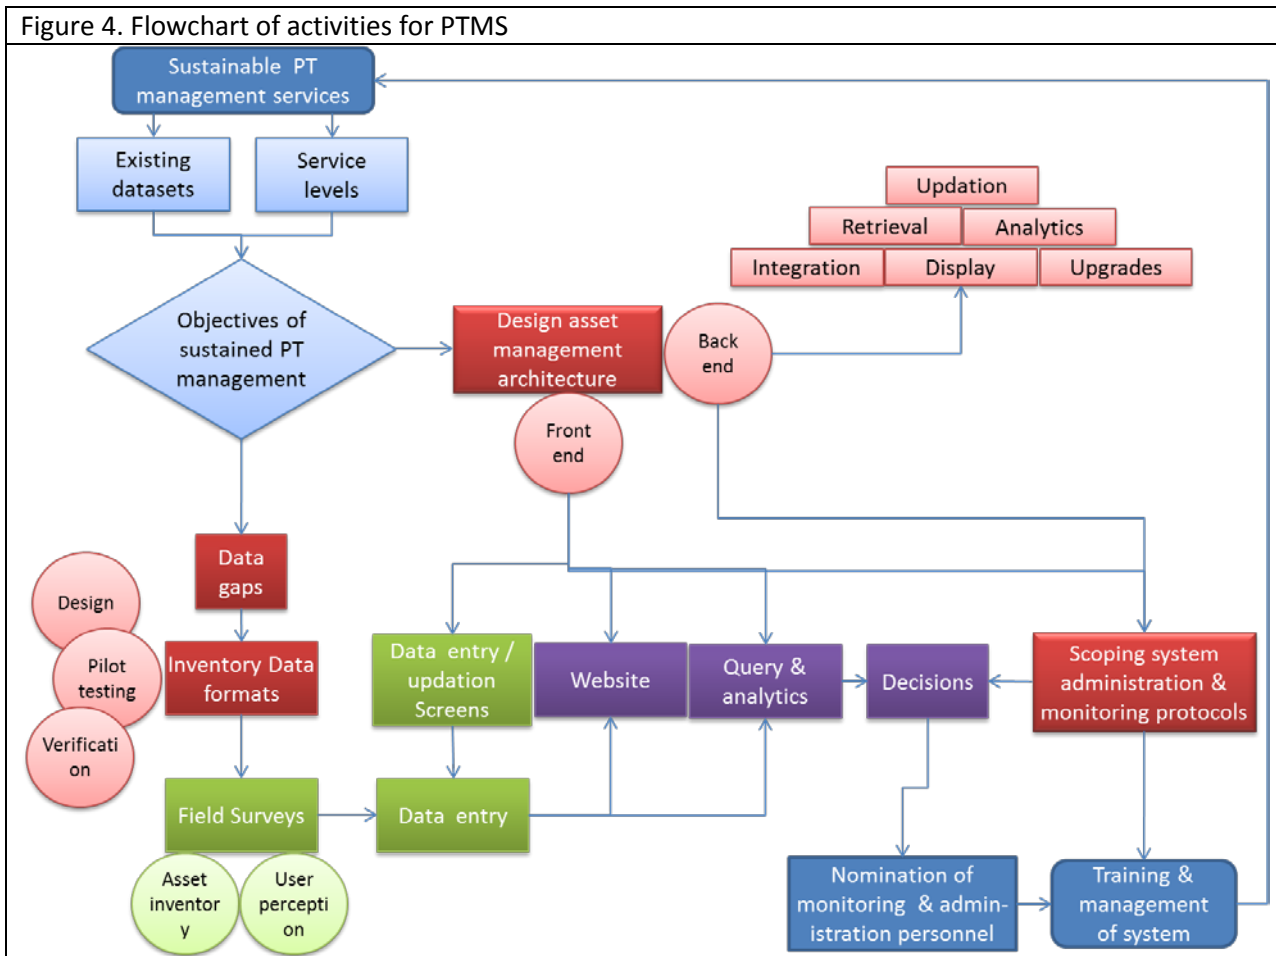 Figure 4. Flowchart of activities for PTMS
Sustainable PT
management services
Existing
datasets
Service
levels
Updation
Retrieval
Analytics
Integration
Display
Upgrades
Objectives of
sustained PT
management
Design asset
management
architecture
Back
end
Front
end
Data
gaps
Design
Pilot
testing
Verificati
on
Inventory Data
formats
Data entry /
updation
Screens
Website
Query &
analytics
Decisions
Scoping system
administration &
monitoring protocols
Field Surveys
Data entry
Asset
inventor
y
User
percepti
on
Nomination of
monitoring & admin-
istration personnel
Training &
management
of system